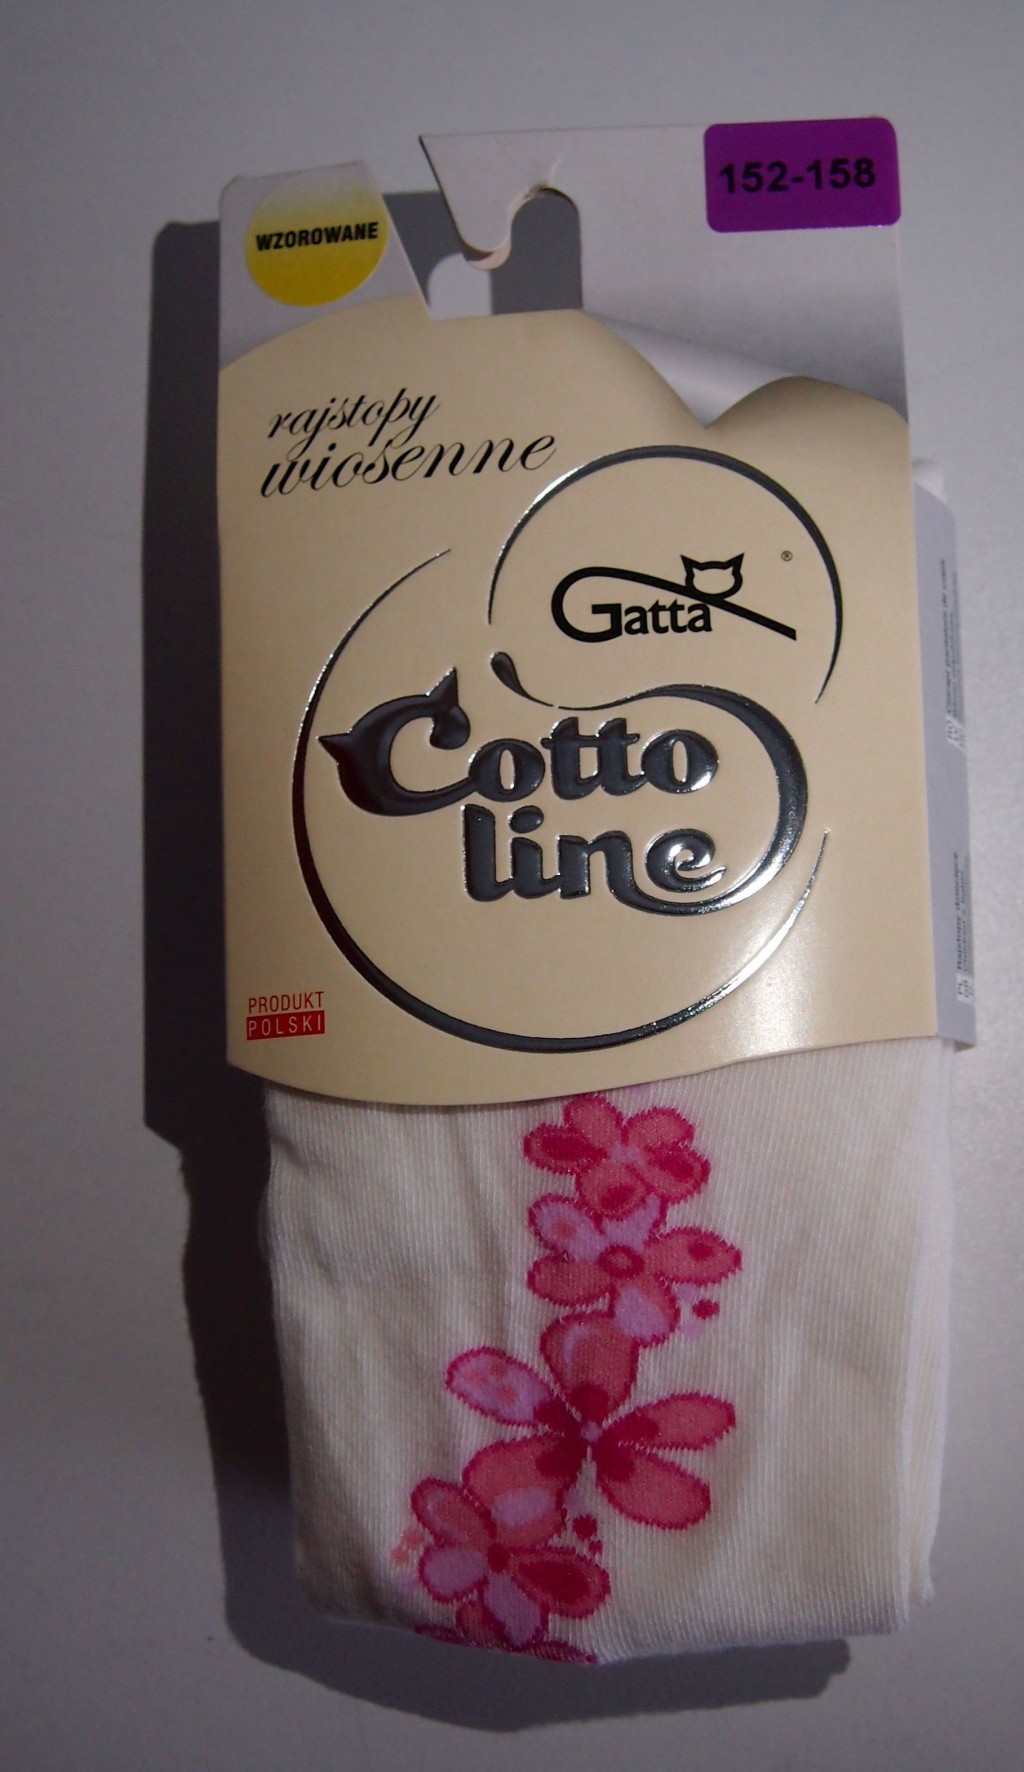 152-158
WZOROWANE
rajstopy
wiosenne
Gatta ®
Cotto
line
PRODUKT
POLSKI